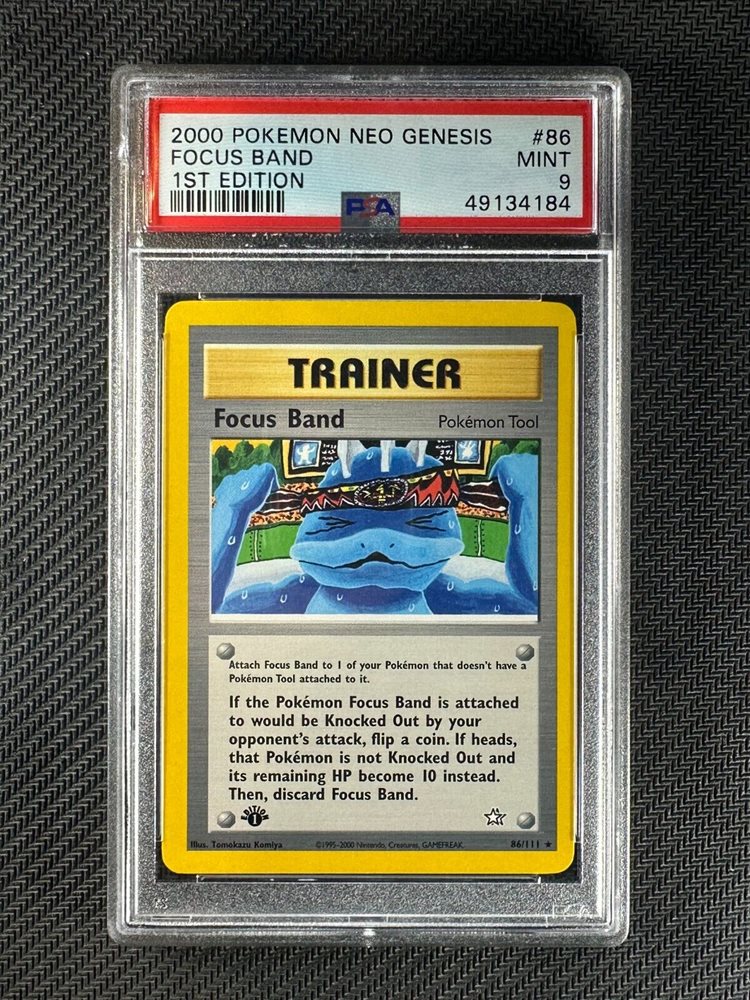 2000 POKEMON NEO GENESIS #86
FOCUS BAND MINT
1ST EDITION 9
PSA 49134184
TRAINER
Focus Band Pokémon Tool
Attach Focus Band to 1 of your Pokémon that doesn't have a
Pokémon Tool attached to it.
If the Pokémon Focus Band is attached
to would be Knocked Out by your
opponent's attack, flip a coin. If heads,
that Pokémon is not Knocked Out and
its remaining HP become 10 instead.
Then, discard Focus Band.
EDITION 1
Illus. Tomokazu Komiya ©1995-2000 Nintendo, Creatures, GAMEFREAK. 86/111 ★